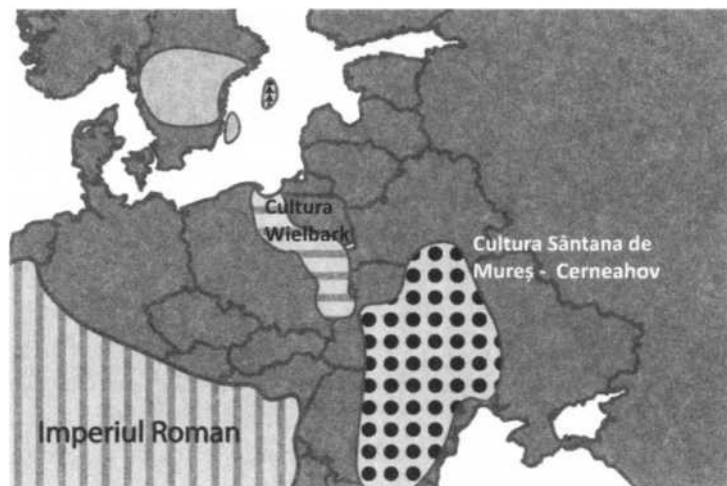 Cultura
Wielbark
Cultura Sântana de
Mureș - Cerneahov
Imperiul Roman